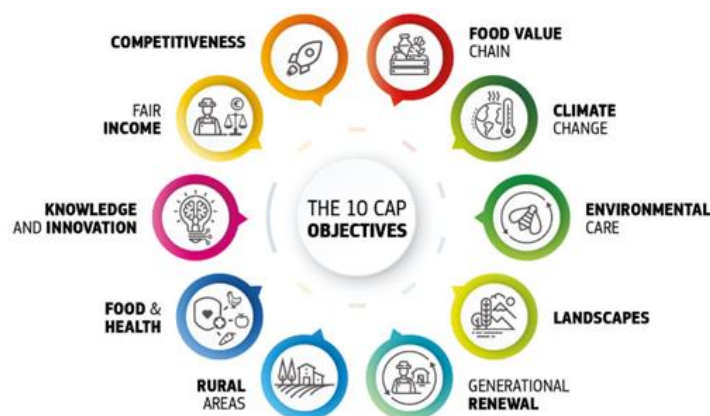 COMPETITIVENESS
FOOD VALUE
CHAIN
FAIR
INCOME
CLIMATE
CHANGE
KNOWLEDGE
AND INNOVATION
THE 10 CAP
OBJECTIVES
ENVIRONMENTAL
CARE
FOOD &
HEALTH
LANDSCAPES
RURAL
AREAS
GENERATIONAL
RENEWAL